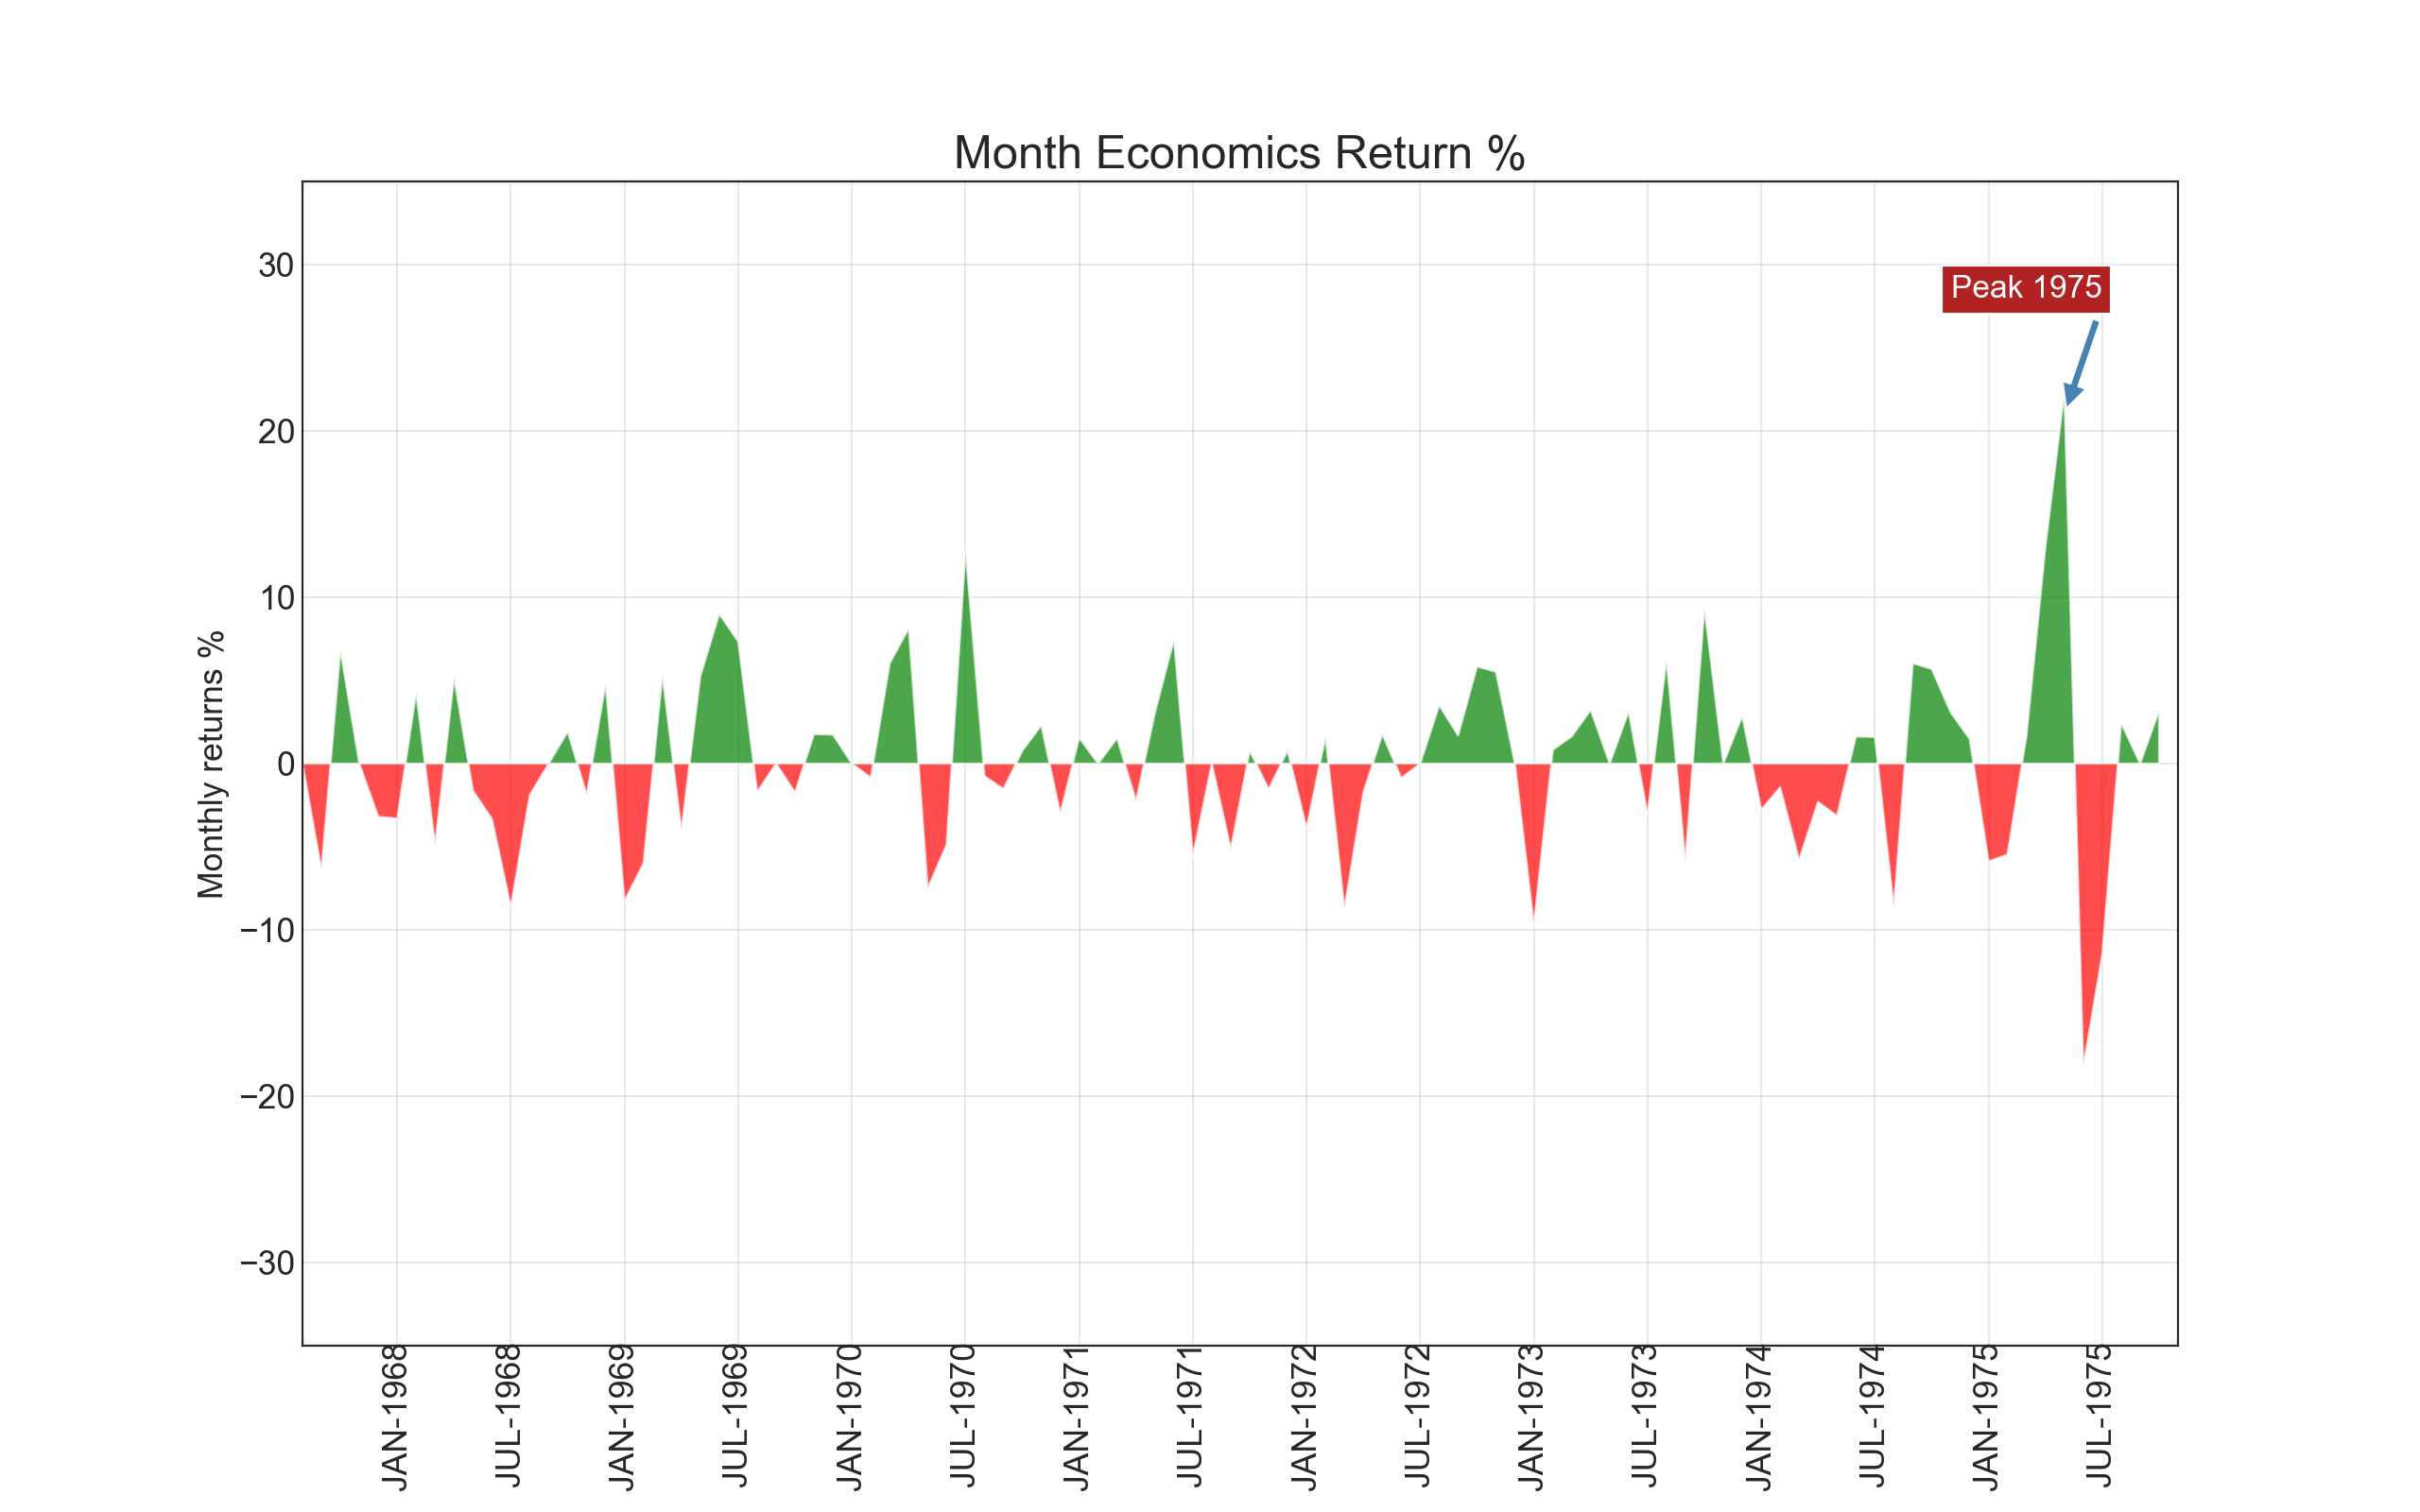 Month Economics Return %
Monthly returns %
30
20
10
0
−10
−20
−30
Peak 1975
JAN-1968
JUL-1968
JAN-1969
JUL-1969
JAN-1970
JUL-1970
JAN-1971
JUL-1971
JAN-1972
JUL-1972
JAN-1973
JUL-1973
JAN-1974
JUL-1974
JAN-1975
JUL-1975